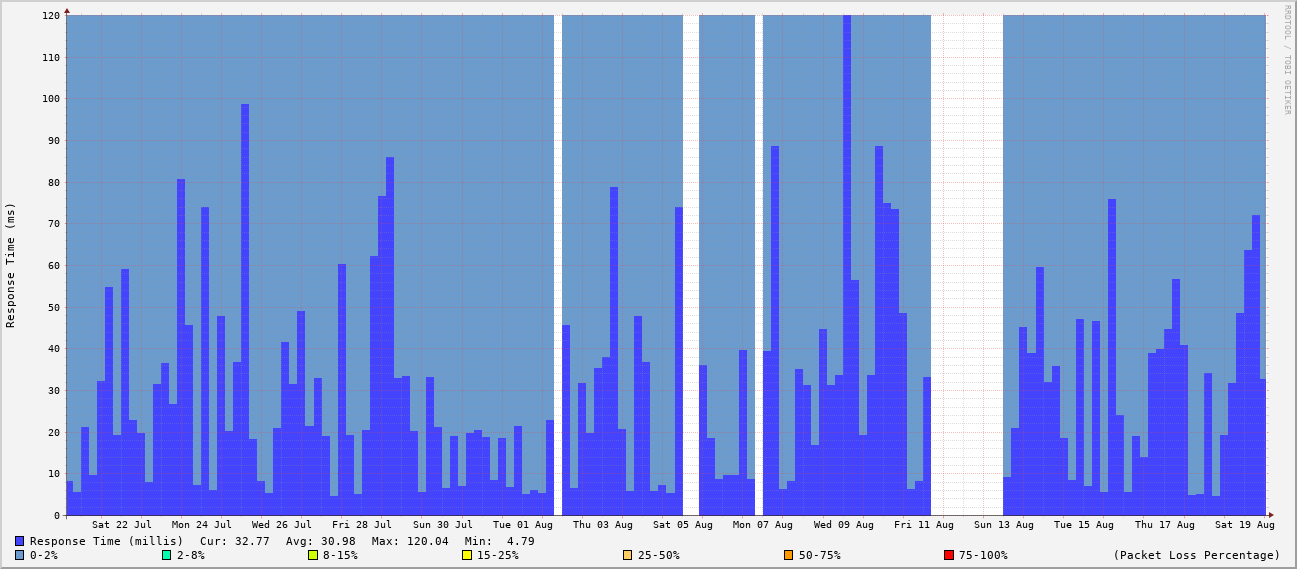 120
110
100
90
80
70
60
50
40
30
20
10
0
Response Time (ms)
RRDTOOL / TOBI OETIKER
Sat 22 Jul Mon 24 Jul Wed 26 Jul Fri 28 Jul Sun 30 Jul Tue 01 Aug Thu 03 Aug Sat 05 Aug Mon 07 Aug Wed 09 Aug Fri 11 Aug Sun 13 Aug Tue 15 Aug Thu 17 Aug Sat 19 Aug
Response Time (millis) Cur: 32.77 Avg: 30.98 Max: 120.04 Min: 4.79
0-2% 2-8% 8-15% 15-25% 25-50% 50-75% 75-100% (Packet Loss Percentage)